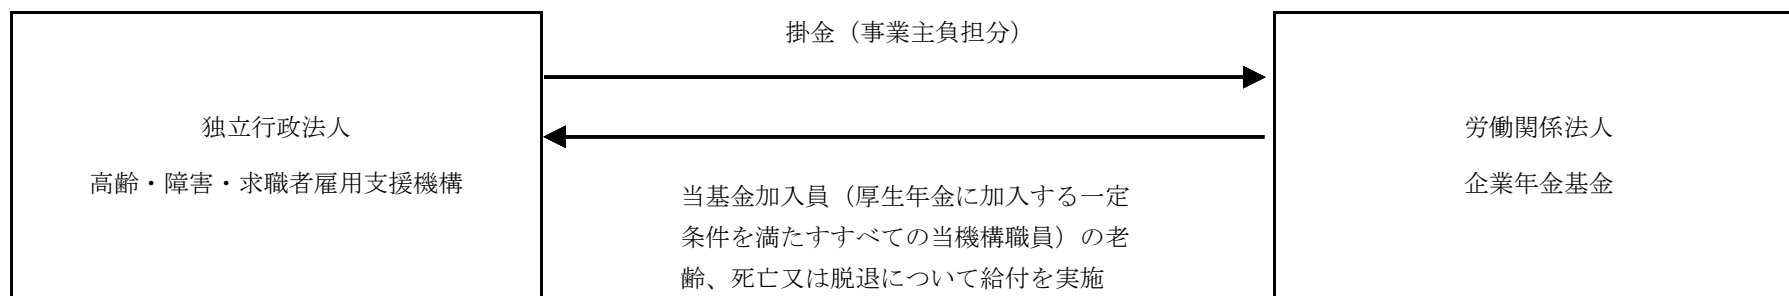 掛金（事業主負担分）
独立行政法人
高齢・障害・求職者雇用支援機構
労働関係法人
企業年金基金
当基金加入員（厚生年金に加入する一定
条件を満たすすべての当機構職員）の老
齢、死亡又は脱退について給付を実施